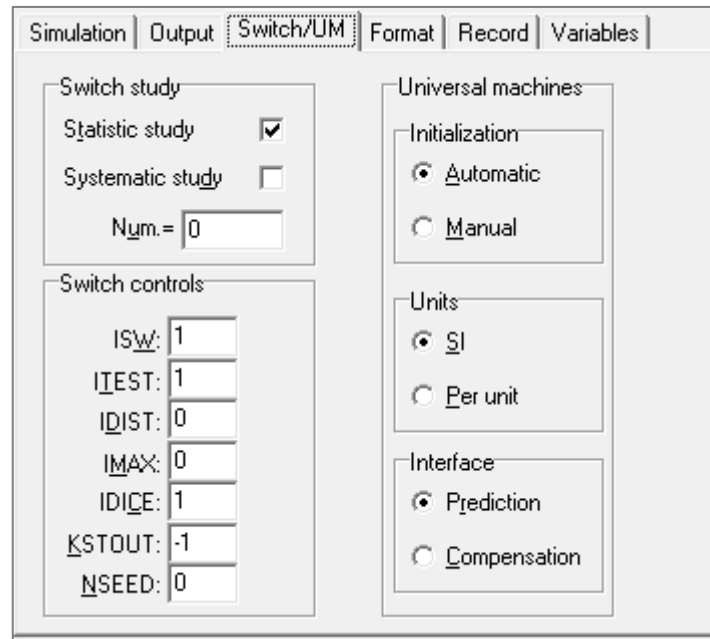 Simulation Output Switch/UM Format Record Variables
Switch study
Statistic study
Systematic study
Num.= 0
Switch controls
ISW: 1
ITEST: 1
IDIST: 0
IMAX: 0
IDICE: 1
KSTOUT: -1
NSEED: 0
Universal machines
Initialization
Automatic
Manual
Units
SI
Per unit
Interface
Prediction
Compensation